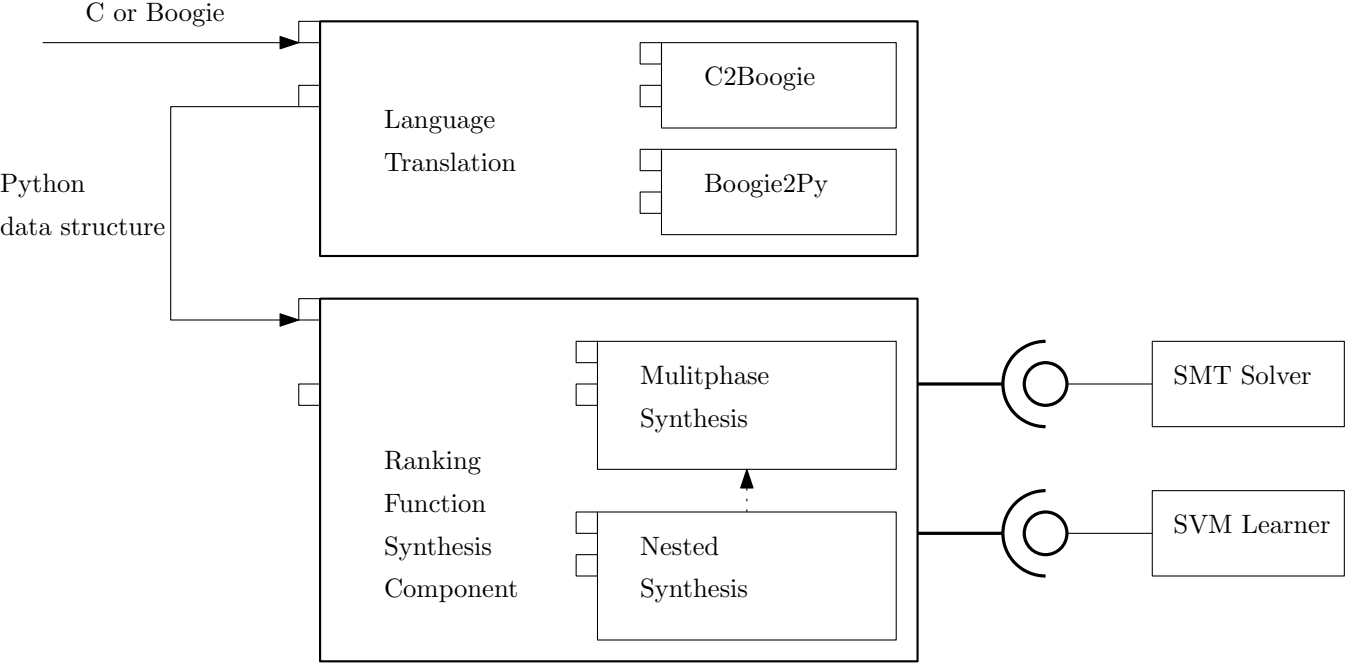 C or Boogie
C2Boogie
Language
Translation
Boogie2Py
Python
data structure
Mulitphase
Synthesis
SMT Solver
Ranking
Function
Synthesis
Component
Nested
Synthesis
SVM Learner